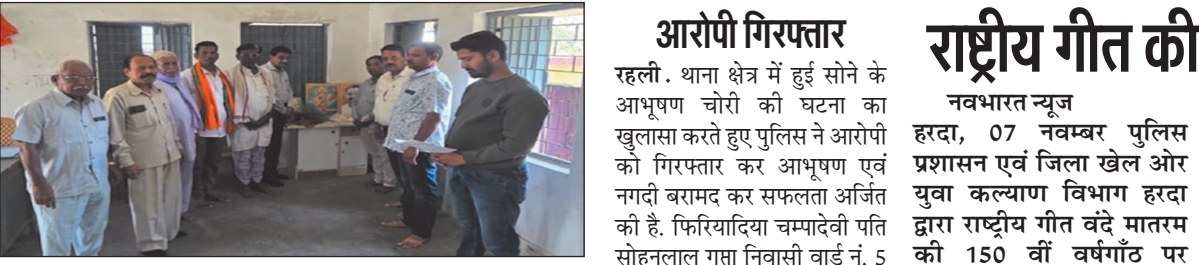 आरोपी गिरफ्तार
रहली. थाना क्षेत्र में हुई सोने के
आभूषण चोरी की घटना का
खुलासा करते हुए पुलिस ने आरोपी
को गिरफ्तार कर आभूषण एवं
नगदी बरामद कर सफलता अर्जित
की है. फिरियादिया चम्पादेवी पति
सोहनलाल गुप्ता निवासी वार्ड नं. 5
राष्ट्रीय गीत की
नवभारत न्यूज
हरदा, 07 नवम्बर पुलिस
प्रशासन एवं जिला खेल ओर
युवा कल्याण विभाग हरदा
द्वारा राष्ट्रीय गीत वंदे मातरम
की 150 वीं वर्षगाँठ पर